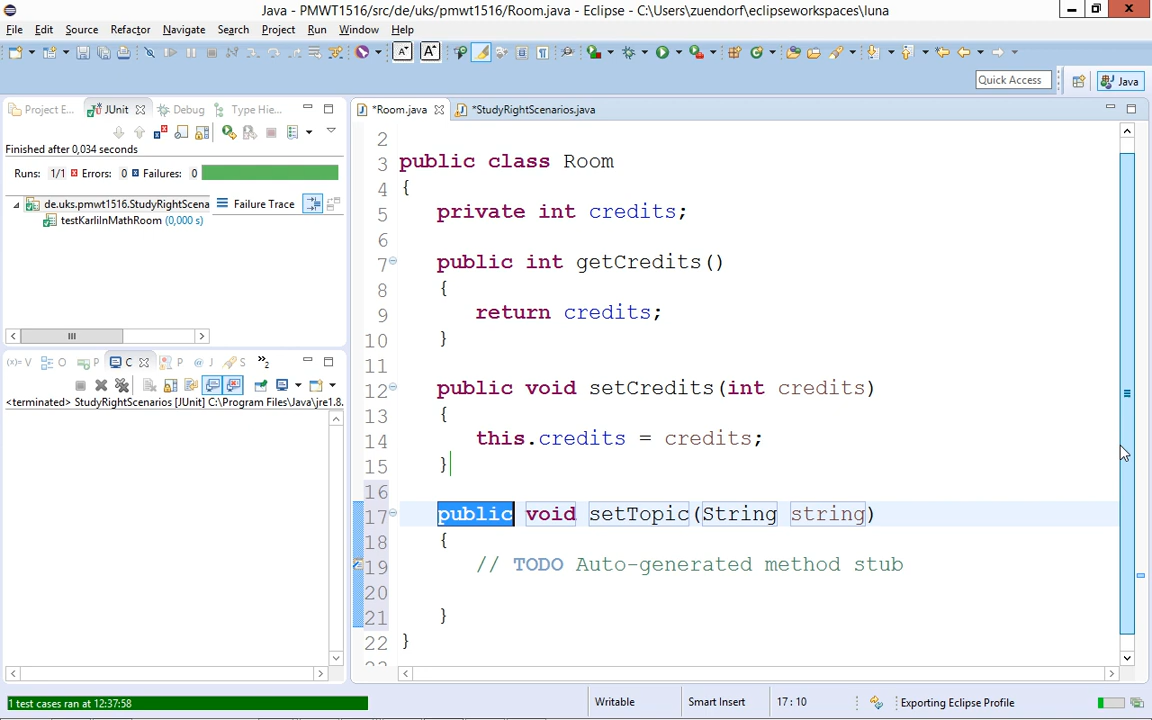 Java - PMWT1516/src/de/uks/pmwt1516/Room.java - Eclipse - C:\Users\zuendorf\eclipseworkspaces\luna
File Edit Source Refactor Navigate Search Project Run Window Help
Quick Access
Java
Project E...
JUnit
Debug
Type Hie...
Finished after 0,034 seconds
Runs: 1/1 Errors: 0 Failures: 0
de.uks.pmwt1516.StudyRightScena
Failure Trace
testKarliInMathRoom (0,000 s)
(x)= V
O
P
C
P
@ J
S
»2
<terminated> StudyRightScenarios [JUnit] C:\Program Files\Java\jre1.8.
*Room.java
*StudyRightScenarios.java
2
3 public class Room
4 {
5 private int credits;
6
7 public int getCredits()
8 {
9 return credits;
10 }
11
12 public void setCredits(int credits)
13 {
14 this.credits = credits;
15 }
16
17 public void setTopic(String string)
18 {
19 // TODO Auto-generated method stub
20
21 }
22 }
1 test cases ran at 12:37:58
Writable
Smart Insert
17 : 10
Exporting Eclipse Profile